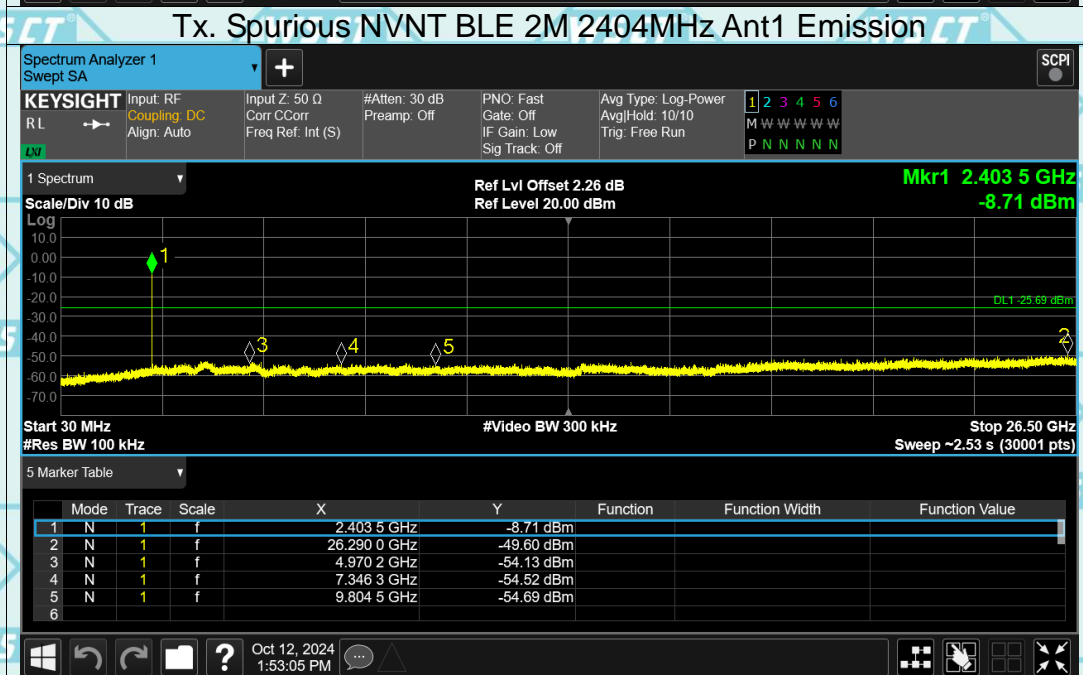 Tx. Spurious NVNT BLE 2M 2404MHz Ant1 Emission
Spectrum Analyzer 1
Swept SA
SCPI
KEYSIGHT
R L
LXI
Input: RF
Coupling: DC
Align: Auto
Input Z: 50 Ω
Corr CCorr
Freq Ref: Int (S)
#Atten: 30 dB
Preamp: Off
PNO: Fast
Gate: Off
IF Gain: Low
Sig Track: Off
Avg Type: Log-Power
Avg|Hold: 10/10
Trig: Free Run
1 2 3 4 5 6
M W W W W W
P N N N N N
1 Spectrum
Scale/Div 10 dB
Ref Lvl Offset 2.26 dB
Ref Level 20.00 dBm
Mkr1 2.403 5 GHz
-8.71 dBm
Log
10.0
0.00
-10.0
-20.0
-30.0
-40.0
-50.0
-60.0
-70.0
1
DL1 -25.69 dBm
3
4
5
2
Start 30 MHz
#Res BW 100 kHz
#Video BW 300 kHz
Stop 26.50 GHz
Sweep ~2.53 s (30001 pts)
5 Marker Table
Mode Trace Scale X Y Function Function Width Function Value
1 N 1 f 2.403 5 GHz -8.71 dBm
2 N 1 f 26.290 0 GHz -49.60 dBm
3 N 1 f 4.970 2 GHz -54.13 dBm
4 N 1 f 7.346 3 GHz -54.52 dBm
5 N 1 f 9.804 5 GHz -54.69 dBm
6
?
Oct 12, 2024
1:53:05 PM